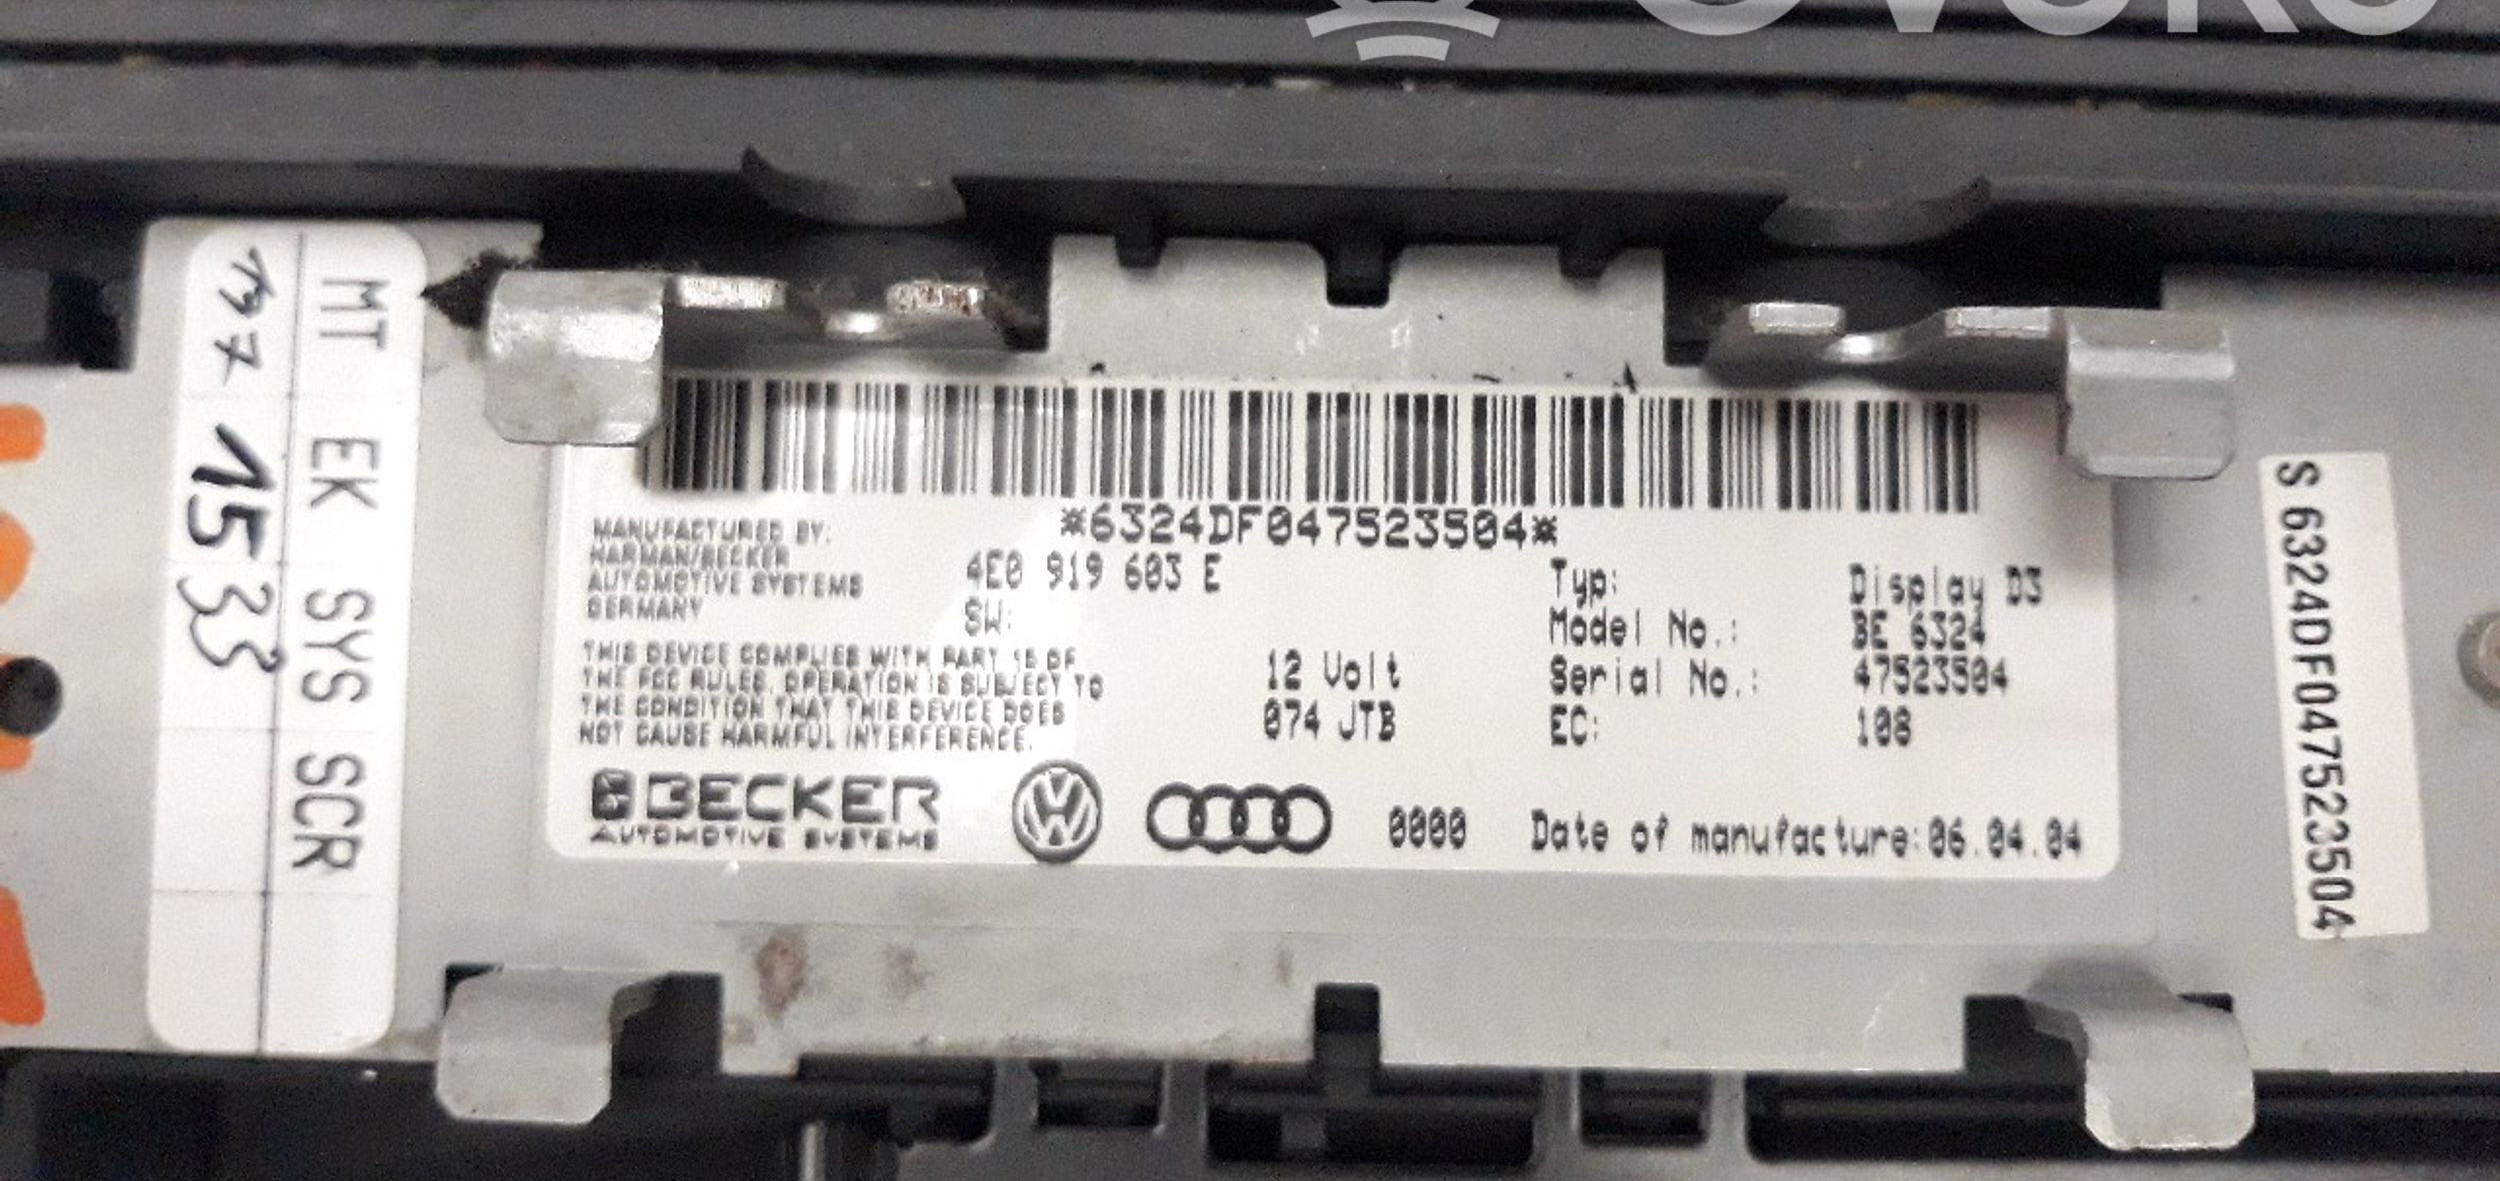 MT EK SYS SCR
197 1533
*6324DF047523504*
MANUFACTURED BY:
HARMAN/BECKER
AUTOMOTIVE SYSTEMS
GERMANY
4E0 919 603 E
SW:
THIS DEVICE COMPLIES WITH PART 15 OF
THE FCC RULES. OPERATION IS SUBJECT TO
THE CONDITION THAT THIS DEVICE DOES
NOT CAUSE HARMFUL INTERFERENCE.
12 Volt
074 JTB
Typ: Display D3
Model No.: BE 6324
Serial No.: 47523504
EC: 108
BECKER
AUTOMOTIVE SYSTEMS
0000
Date of manufacture:06.04.04
S 6324DF047523504